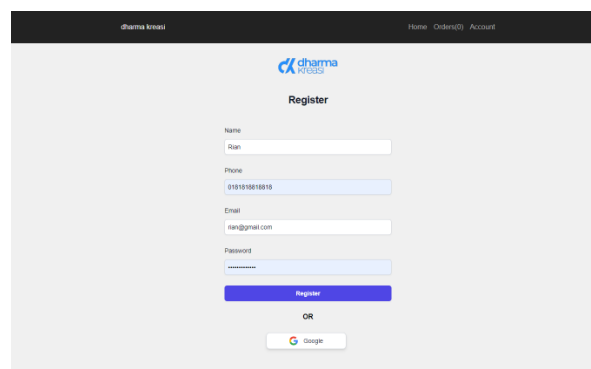 dharma kreasi
Home Orders(0) Account
dharma
kreasi
Register
Name
Rian
Phone
0181818818818
Email
rian@gmail.com
Password
•••••••••••••
Register
OR
Google